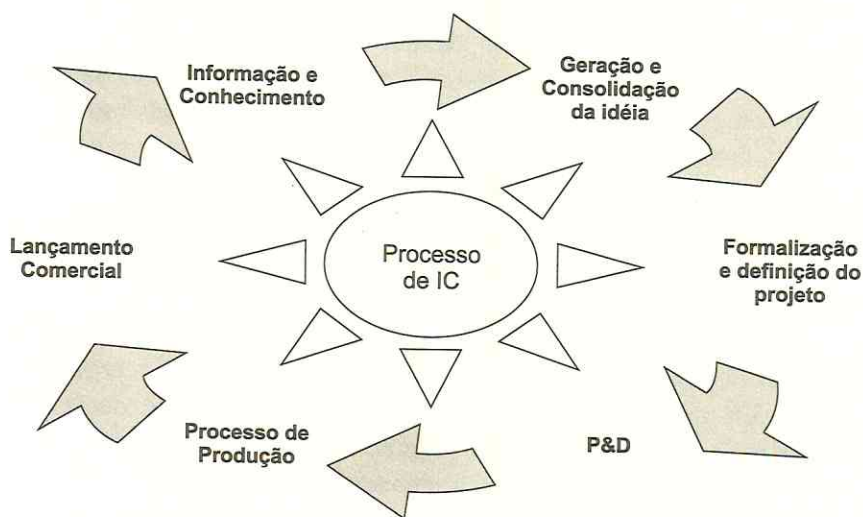 Informação e
Conhecimento
Geração e
Consolidação
da idéia
Formalização
e definição do
projeto
P&D
Processo de
Produção
Lançamento
Comercial
Processo
de IC